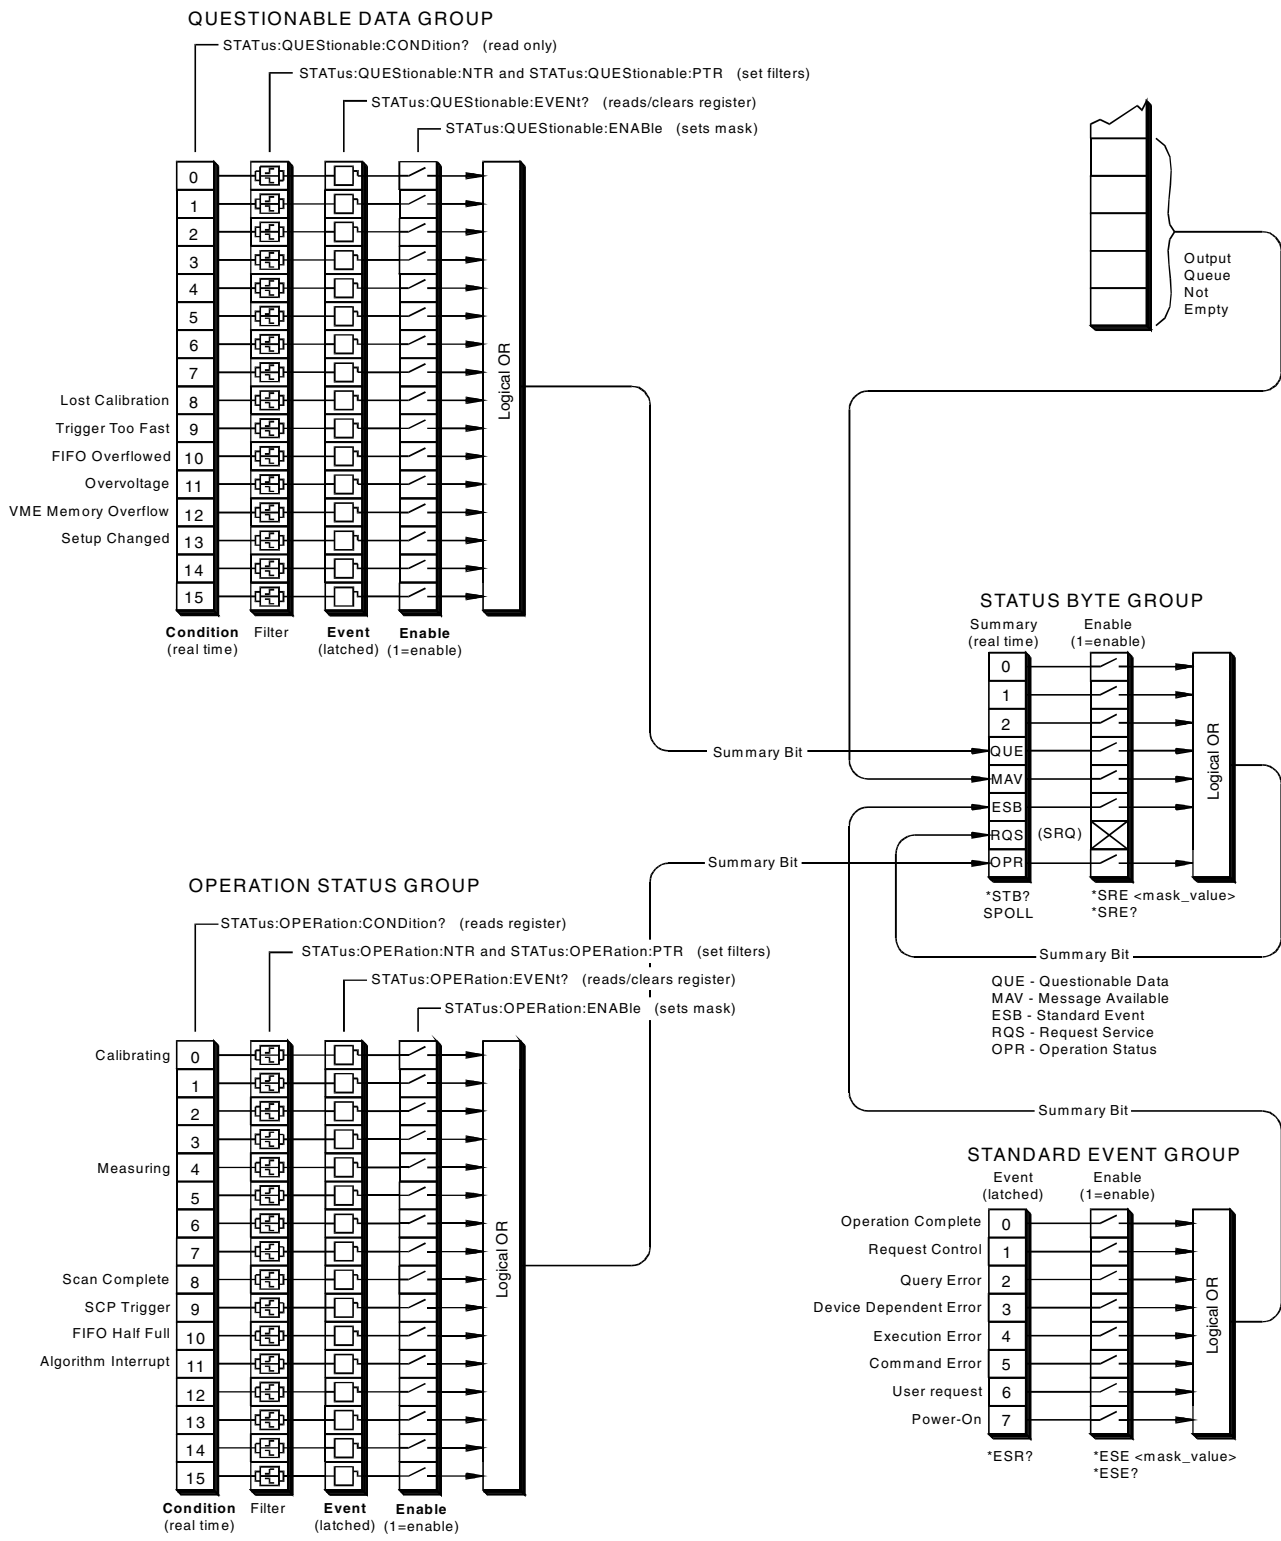 QUESTIONABLE DATA GROUP
STATus:QUEStionable:CONDition? (read only)
STATus:QUEStionable:NTR and STATus:QUEStionable:PTR (set filters)
STATus:QUEStionable:EVENt? (reads/clears register)
STATus:QUEStionable:ENABle (sets mask)
0
1
2
3
4
5
6
7
Lost Calibration 8
Trigger Too Fast 9
FIFO Overflowed 10
Overvoltage 11
VME Memory Overflow 12
Setup Changed 13
14
15
Logical OR
Condition Filter Event Enable
(real time) (latched) (1=enable)
Output
Queue
Not
Empty
STATUS BYTE GROUP
Summary Enable
(real time) (1=enable)
0
1
2
Summary Bit QUE
MAV
ESB
RQS (SRQ)
Summary Bit OPR
Logical OR
*STB? *SRE <mask_value>
SPOLL *SRE?
Summary Bit
QUE - Questionable Data
MAV - Message Available
ESB - Standard Event
RQS - Request Service
OPR - Operation Status
OPERATION STATUS GROUP
STATus:OPERation:CONDition? (reads register)
STATus:OPERation:NTR and STATus:OPERation:PTR (set filters)
STATus:OPERation:EVENt? (reads/clears register)
STATus:OPERation:ENABle (sets mask)
Calibrating 0
1
2
3
Measuring 4
5
6
7
Scan Complete 8
SCP Trigger 9
FIFO Half Full 10
Algorithm Interrupt 11
12
13
14
15
Logical OR
Condition Filter Event Enable
(real time) (latched) (1=enable)
Summary Bit
STANDARD EVENT GROUP
Event Enable
(latched) (1=enable)
Operation Complete 0
Request Control 1
Query Error 2
Device Dependent Error 3
Execution Error 4
Command Error 5
User request 6
Power-On 7
Logical OR
*ESR? *ESE <mask_value>
*ESE?